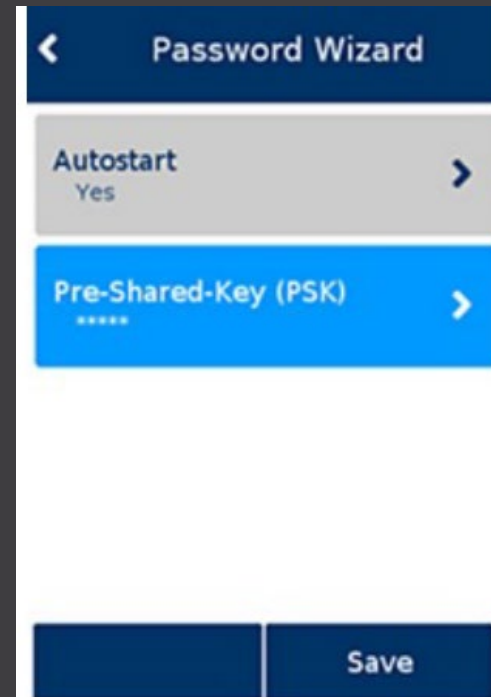 Password Wizard
Autostart
Yes
Pre-Shared-Key (PSK)
*****
Save